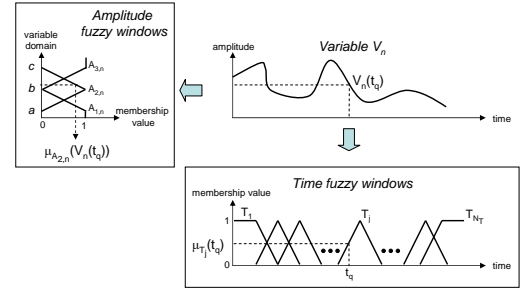 Amplitude
fuzzy windows
variable
domain
c
b
a
A3,n
A2,n
A1,n
membership
value
0
1
μA2,n(Vn(tq))
Variable Vn
amplitude
Vn(tq)
time
Time fuzzy windows
membership value
1
T1
Tj
TNT
μTj(tq)
0
tq
time